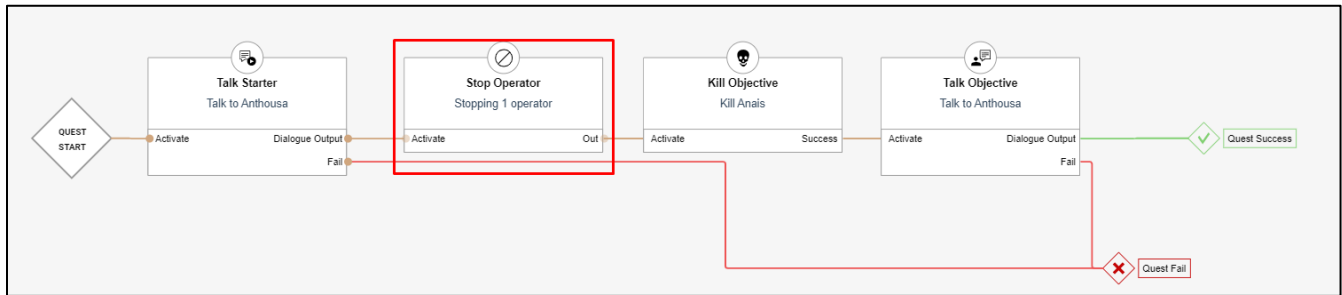 QUEST
START
Talk Starter
Talk to Anthousa
Activate
Dialogue Output
Fail
Stop Operator
Stopping 1 operator
Activate
Out
Kill Objective
Kill Anais
Activate
Success
Talk Objective
Talk to Anthousa
Activate
Dialogue Output
Fail
Quest Success
Quest Fail